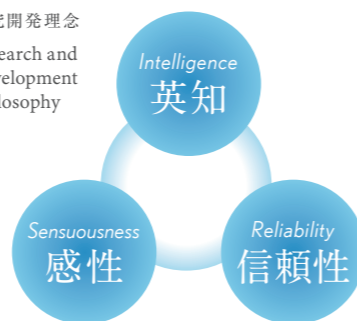 開発理念
earch and
velopment
losophy
Intelligence
英知
Sensuousness
感性
Reliability
信頼性